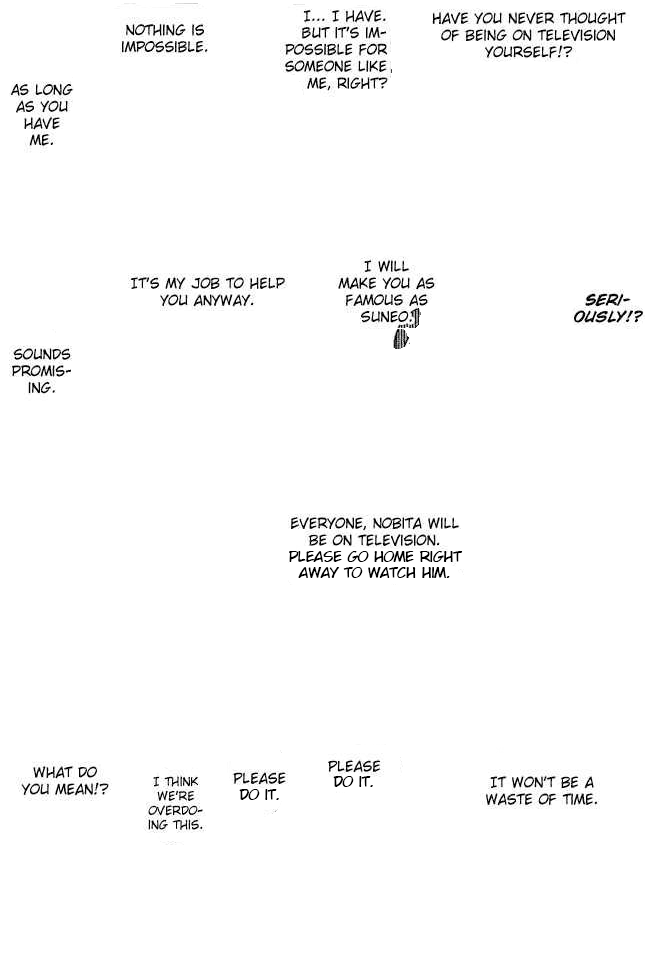 HAVE YOU NEVER THOUGHT
OF BEING ON TELEVISION
YOURSELF!?
I... I HAVE.
BUT IT'S IM-
POSSIBLE FOR
SOMEONE LIKE,
ME, RIGHT?
NOTHING IS
IMPOSSIBLE.
AS LONG
AS YOU
HAVE
ME.
SERI-
OUSLY!?
I WILL
MAKE YOU AS
FAMOUS AS
SUNEO.
IT'S MY JOB TO HELP
YOU ANYWAY.
SOUNDS
PROMIS-
ING.
EVERYONE, NOBITA WILL
BE ON TELEVISION.
PLEASE GO HOME RIGHT
AWAY TO WATCH HIM.
IT WON'T BE A
WASTE OF TIME.
PLEASE
DO IT.
PLEASE
DO IT.
I THINK
WE'RE
OVERDO-
ING THIS.
WHAT DO
YOU MEAN!?